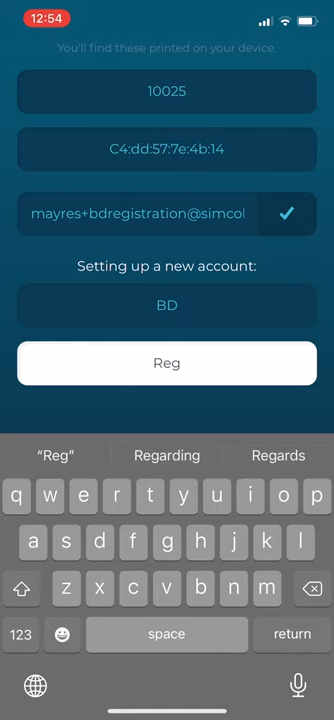 12:54
You'll find these printed on your device.
10025
C4:dd:57:7e:4b:14
mayres+bdregistration@simcol
Setting up a new account:
BD
Reg
“Reg” Regarding Regards
q w e r t y u i o p
a s d f g h j k l
z x c v b n m
123 space return